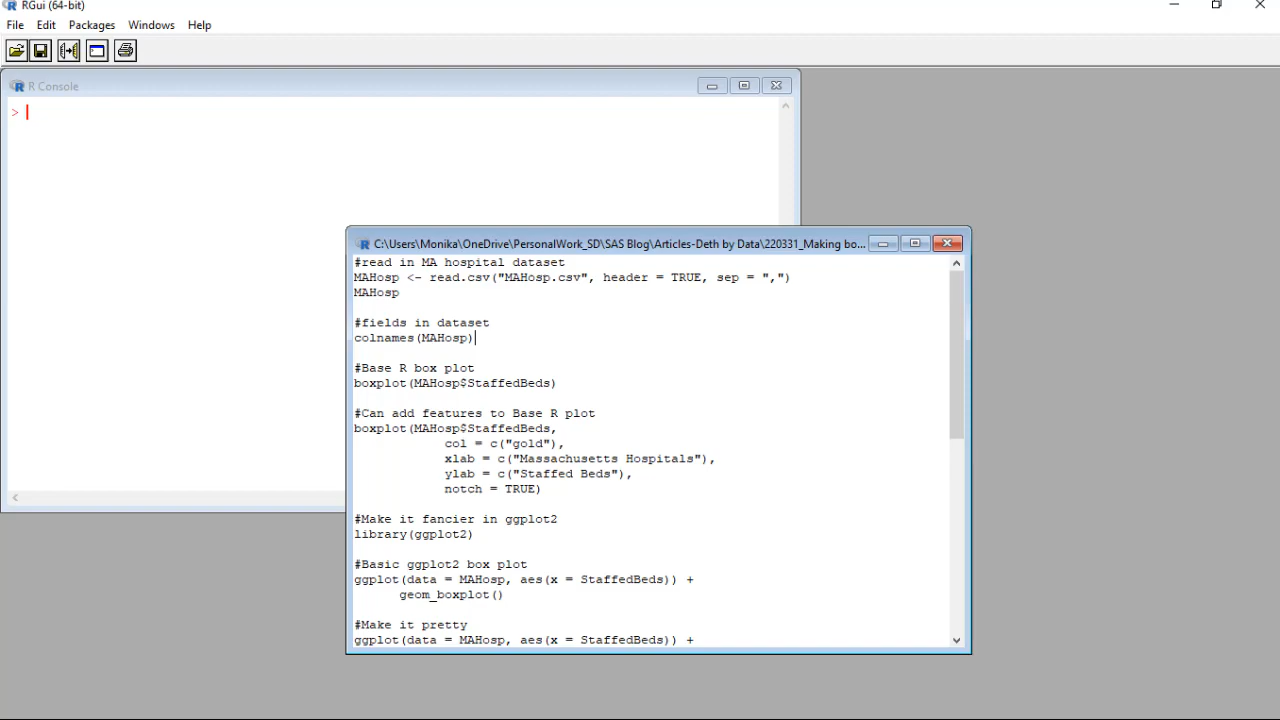 RGui (64-bit)
File Edit Packages Windows Help
R Console
>
C:\Users\Monika\OneDrive\PersonalWork_SD\SAS Blog\Articles-Deth by Data\220331_Making bo...
#read in MA hospital dataset
MAHosp <- read.csv("MAHosp.csv", header = TRUE, sep = ",")
MAHosp
#fields in dataset
colnames(MAHosp)
#Base R box plot
boxplot(MAHosp$StaffedBeds)
#Can add features to Base R plot
boxplot(MAHosp$StaffedBeds,
col = c("gold"),
xlab = c("Massachusetts Hospitals"),
ylab = c("Staffed Beds"),
notch = TRUE)
#Make it fancier in ggplot2
library(ggplot2)
#Basic ggplot2 box plot
ggplot(data = MAHosp, aes(x = StaffedBeds)) +
geom_boxplot()
#Make it pretty
ggplot(data = MAHosp, aes(x = StaffedBeds)) +